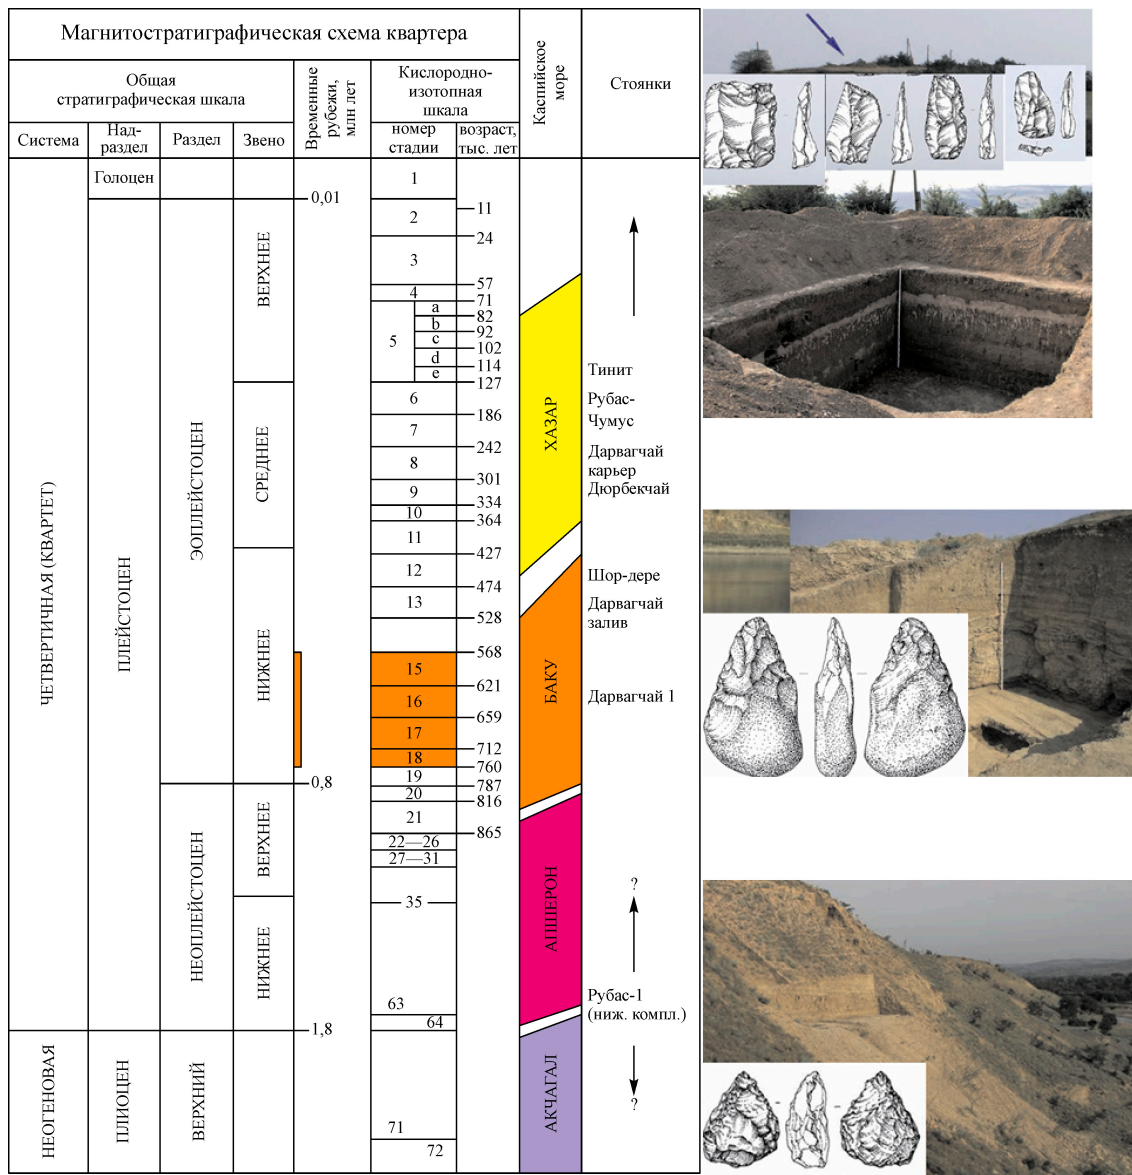 Магнитостратиграфическая схема квартера
Общая
стратиграфическая шкала
Система
Над-
раздел
Раздел
Звено
Временные
рубежи,
млн лет
Кислородно-
изотопная
шкала
номер
стадии
возраст,
тыс. лет
Каспийское
море
Стоянки
ЧЕТВЕРТИЧНАЯ (КВАРТЕТ)
НЕОГЕНОВАЯ
Голоцен
ПЛЕЙСТОЦЕН
ПЛИОЦЕН
ЭОПЛЕЙСТОЦЕН
НЕОПЛЕЙСТОЦЕН
ВЕРХНИЙ
ВЕРХНЕЕ
СРЕДНЕЕ
НИЖНЕЕ
ВЕРХНЕЕ
НИЖНЕЕ
0,01
0,8
1,8
1
2
3
4
5
a
b
c
d
e
6
7
8
9
10
11
12
13
15
16
17
18
19
20
21
22—26
27—31
35
63
64
71
72
11
24
57
71
82
92
102
114
127
186
242
301
334
364
427
474
528
568
621
659
712
760
787
816
865
ХАЗАР
БАКУ
АПШЕРОН
АКЧАГАЛ
Тинит
Рубас-
Чумус
Дарвагчай
карьер
Дюрбекчай
Шор-дере
Дарвагчай
залив
Дарвагчай 1
?
Рубас-1
(ниж. компл.)
?